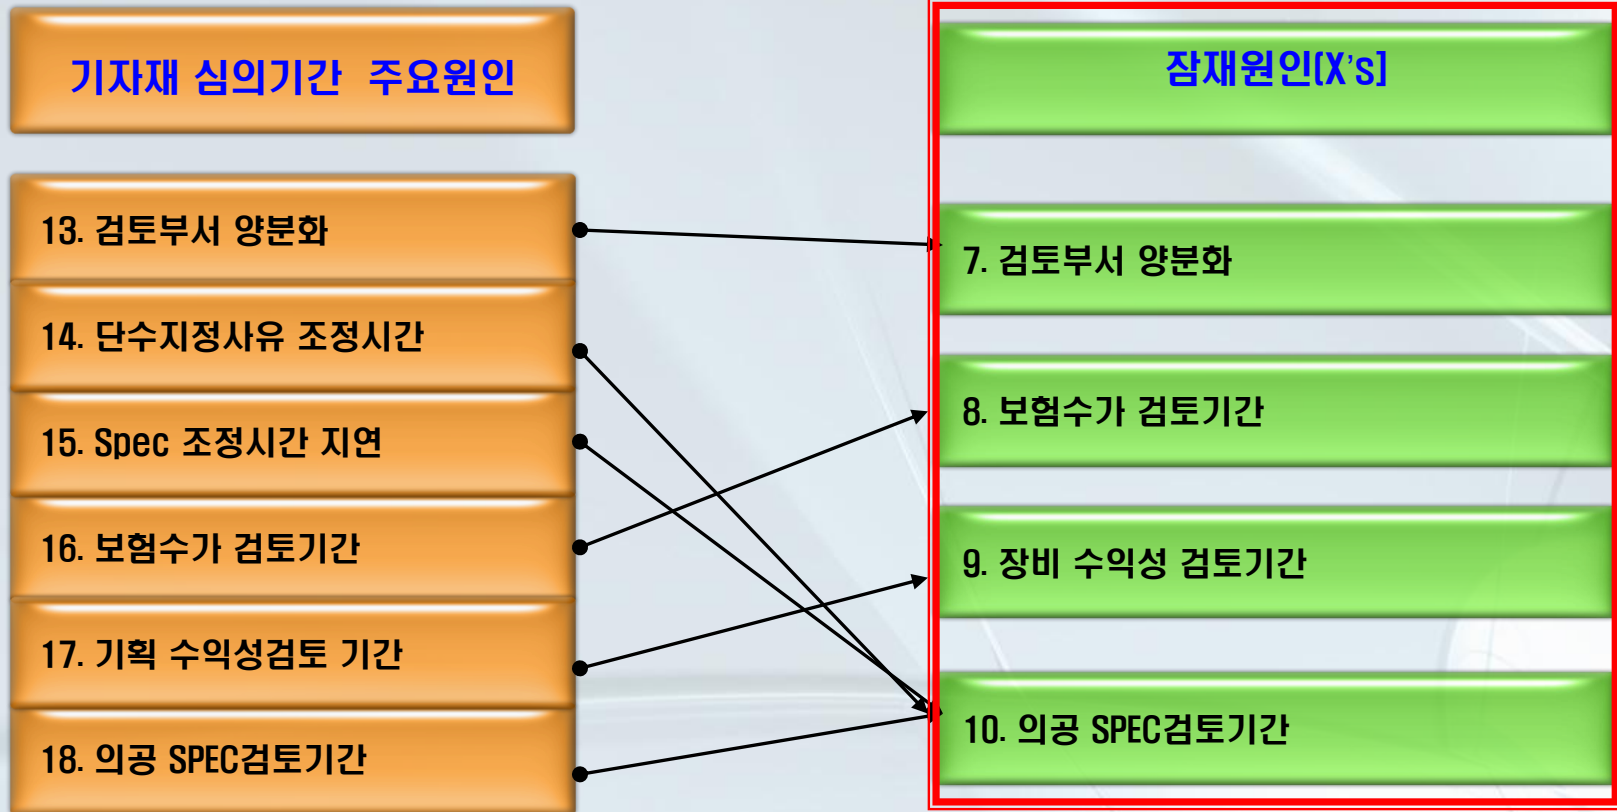 기자재 심의기간 주요원인
13. 검토부서 양분화
14. 단수지정사유 조정시간
15. Spec 조정시간 지연
16. 보험수가 검토기간
17. 기획 수익성검토 기간
18. 의공 SPEC검토기간
잠재원인(X's]
7. 검토부서 양분화
8. 보험수가 검토기간
9. 장비 수익성 검토기간
10. 의공 SPEC검토기간